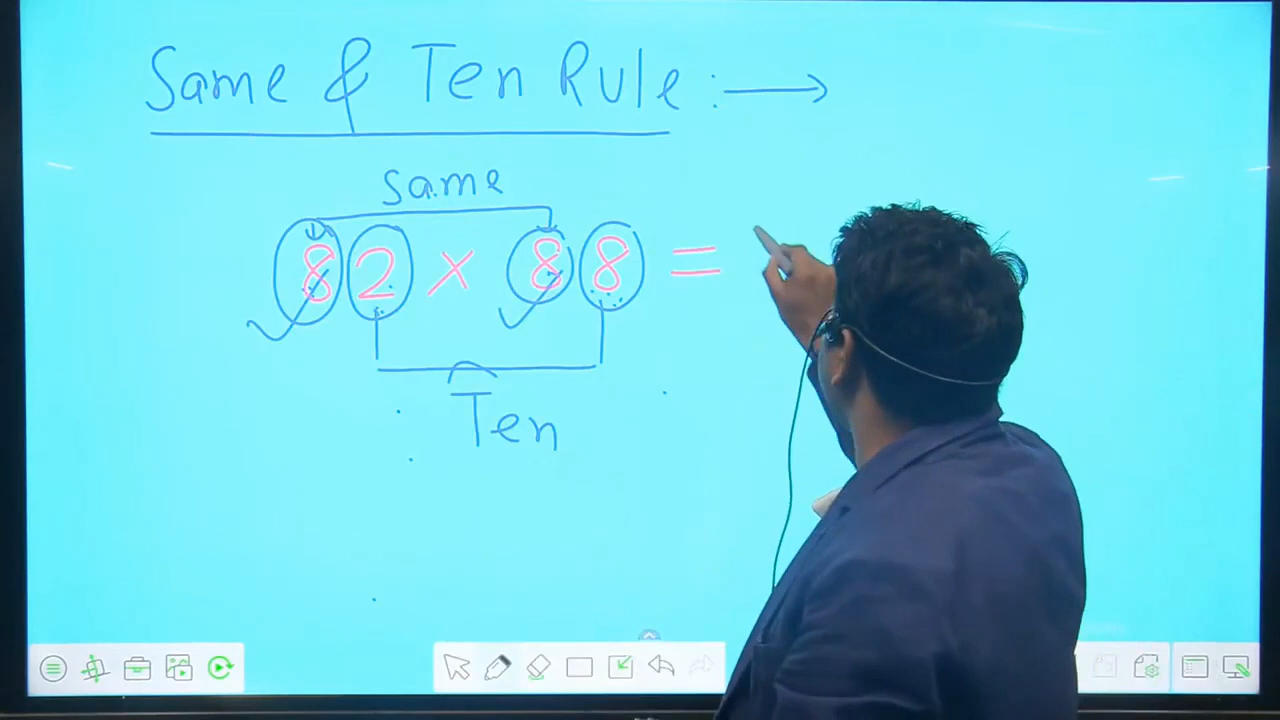 Same & Ten Rule :→
Same
82 × 88 =
Ten